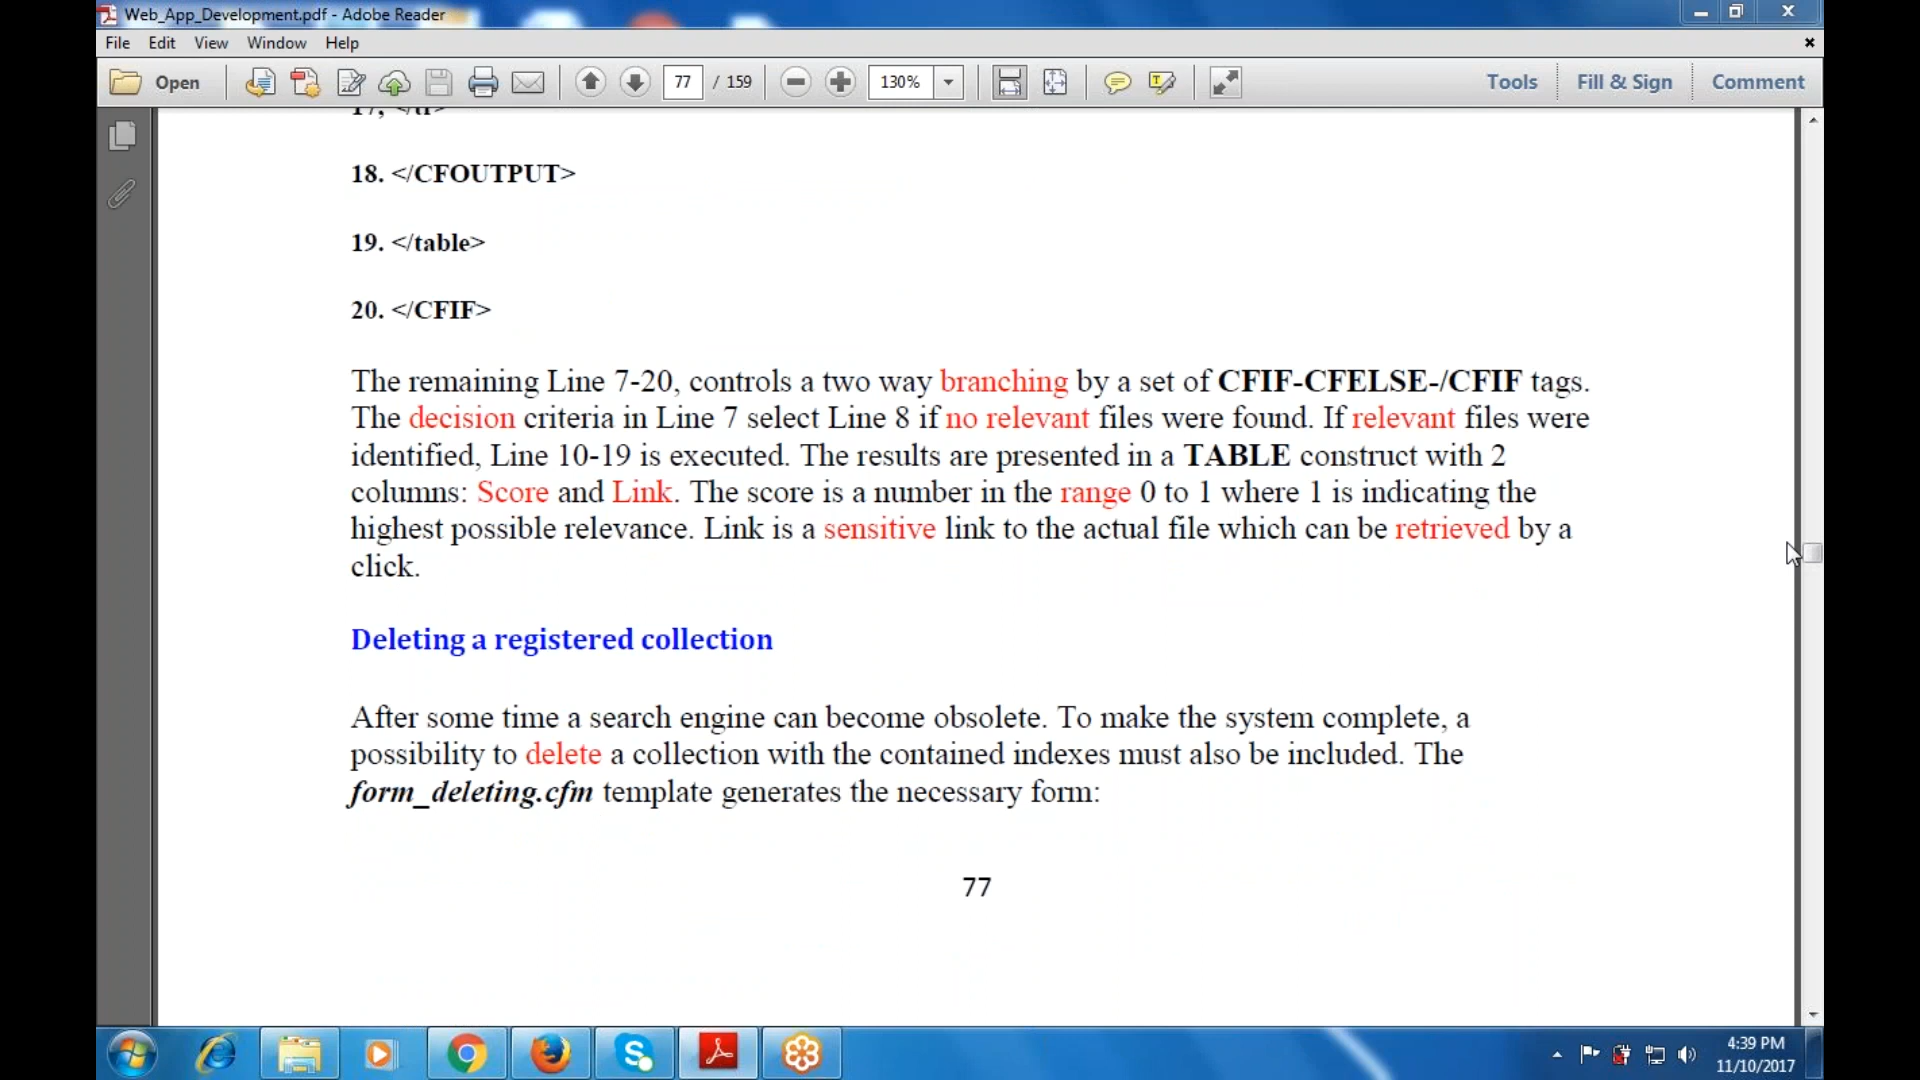 Web_App_Development.pdf - Adobe Reader
File Edit View Window Help
Open 77 / 159 130% Tools Fill & Sign Comment
18. </CFOUTPUT>
19. </table>
20. </CFIF>
The remaining Line 7-20, controls a two way branching by a set of CFIF-CFELSE-/CFIF tags.
The decision criteria in Line 7 select Line 8 if no relevant files were found. If relevant files were
identified, Line 10-19 is executed. The results are presented in a TABLE construct with 2
columns: Score and Link. The score is a number in the range 0 to 1 where 1 is indicating the
highest possible relevance. Link is a sensitive link to the actual file which can be retrieved by a
click.
Deleting a registered collection
After some time a search engine can become obsolete. To make the system complete, a
possibility to delete a collection with the contained indexes must also be included. The
form_deleting.cfm template generates the necessary form:
77
4:39 PM
11/10/2017